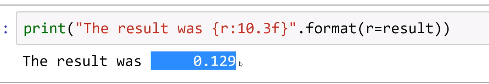 : print("The result was {r:10.3f}".format(r=result))
The result was      0.129